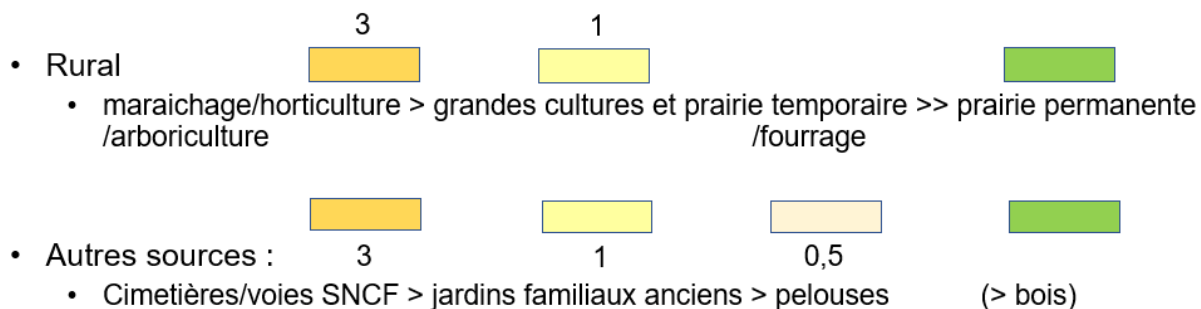 3 1
• Rural
• maraichage/horticulture > grandes cultures et prairie temporaire >> prairie permanente
/arboriculture /fourrage
• Autres sources : 3 1 0,5
• Cimetières/voies SNCF > jardins familiaux anciens > pelouses (> bois)